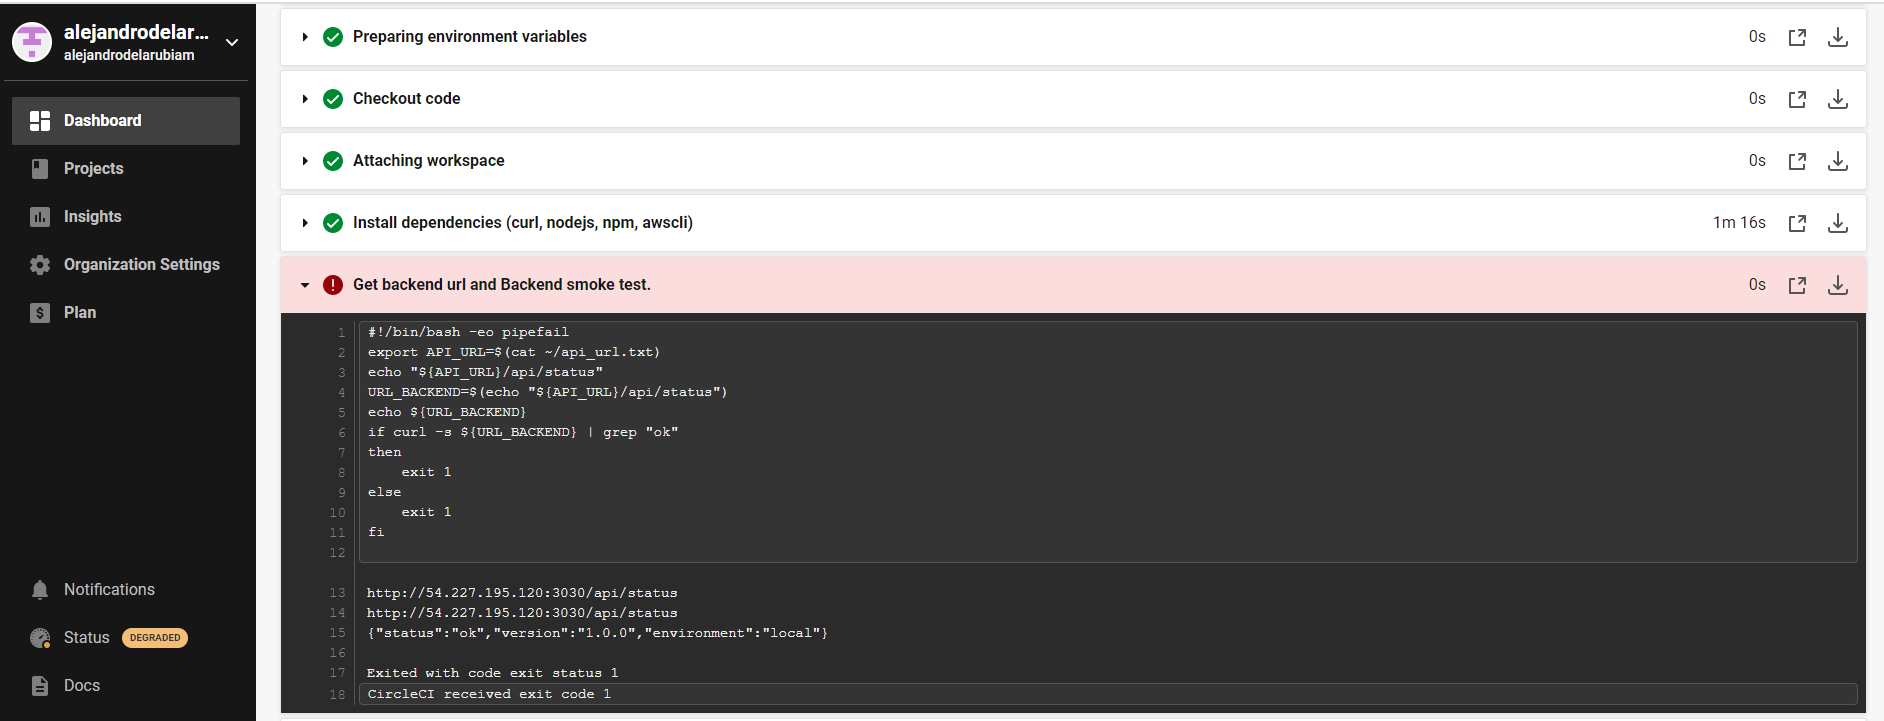 alejandrodelar...
alejandrodelarubiam
Dashboard
Projects
Insights
Organization Settings
$ Plan
Notifications
Status DEGRADED
Docs
Preparing environment variables 0s
Checkout code 0s
Attaching workspace 0s
Install dependencies (curl, nodejs, npm, awscli) 1m 16s
! Get backend url and Backend smoke test. 0s
1 #!/bin/bash -eo pipefail
2 export API_URL=$(cat ~/api_url.txt)
3 echo "${API_URL}/api/status"
4 URL_BACKEND=$(echo "${API_URL}/api/status")
5 echo ${URL_BACKEND}
6 if curl -s ${URL_BACKEND} | grep "ok"
7 then
8     exit 1
9 else
10     exit 1
11 fi
12
13 http://54.227.195.120:3030/api/status
14 http://54.227.195.120:3030/api/status
15 {"status":"ok","version":"1.0.0","environment":"local"}
16
17 Exited with code exit status 1
18 CircleCI received exit code 1